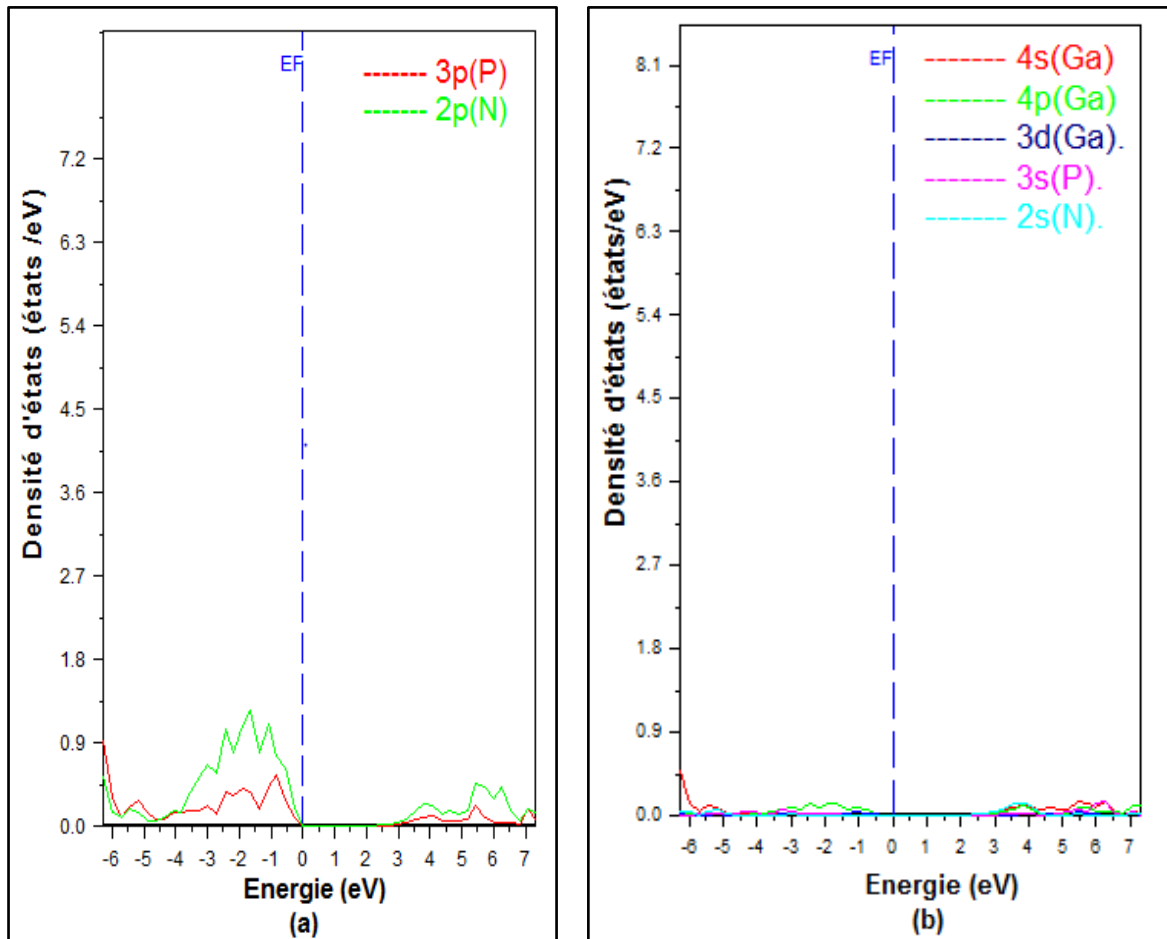 EF
3p(P)
2p(N)
Densité d'états (états /eV)
7.2
6.3
5.4
4.5
3.6
2.7
1.8
0.9
0.0
-6 -5 -4 -3 -2 -1 0 1 2 3 4 5 6 7
Energie (eV)
(a)
EF
4s(Ga)
4p(Ga)
3d(Ga).
3s(P).
2s(N).
Densité d'états (états/eV)
8.1
7.2
6.3
5.4
4.5
3.6
2.7
1.8
0.9
0.0
-6 -5 -4 -3 -2 -1 0 1 2 3 4 5 6 7
Energie (eV)
(b)